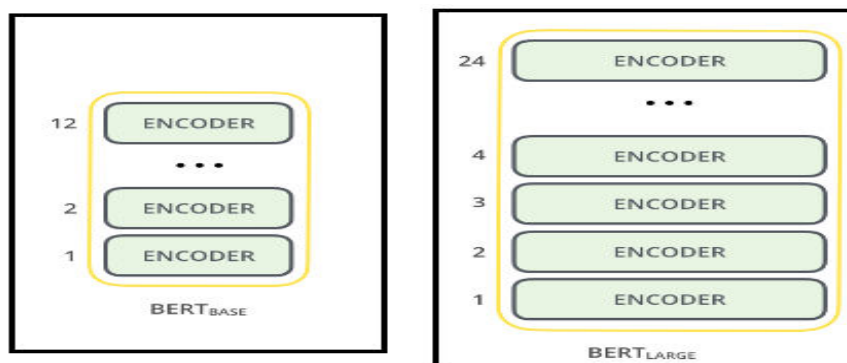 12 ENCODER
...
2 ENCODER
1 ENCODER
BERTBASE
24 ENCODER
...
4 ENCODER
3 ENCODER
2 ENCODER
1 ENCODER
BERTLARGE